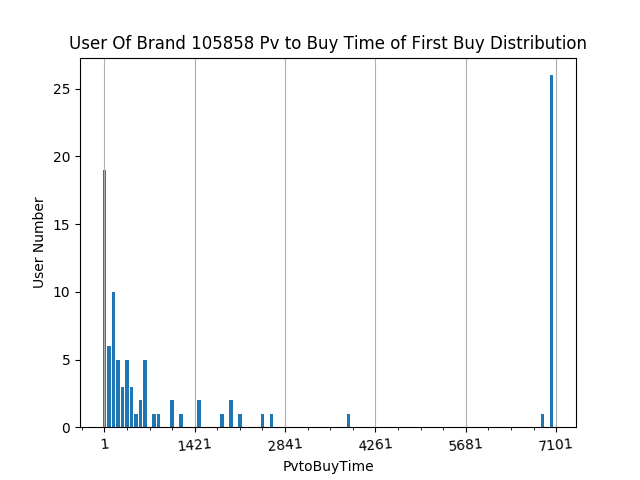 User Of Brand 105858 Pv to Buy Time of First Buy Distribution
25
20
15
10
5
0
User Number
1 1421 2841 4261 5681 7101
PvtoBuyTime